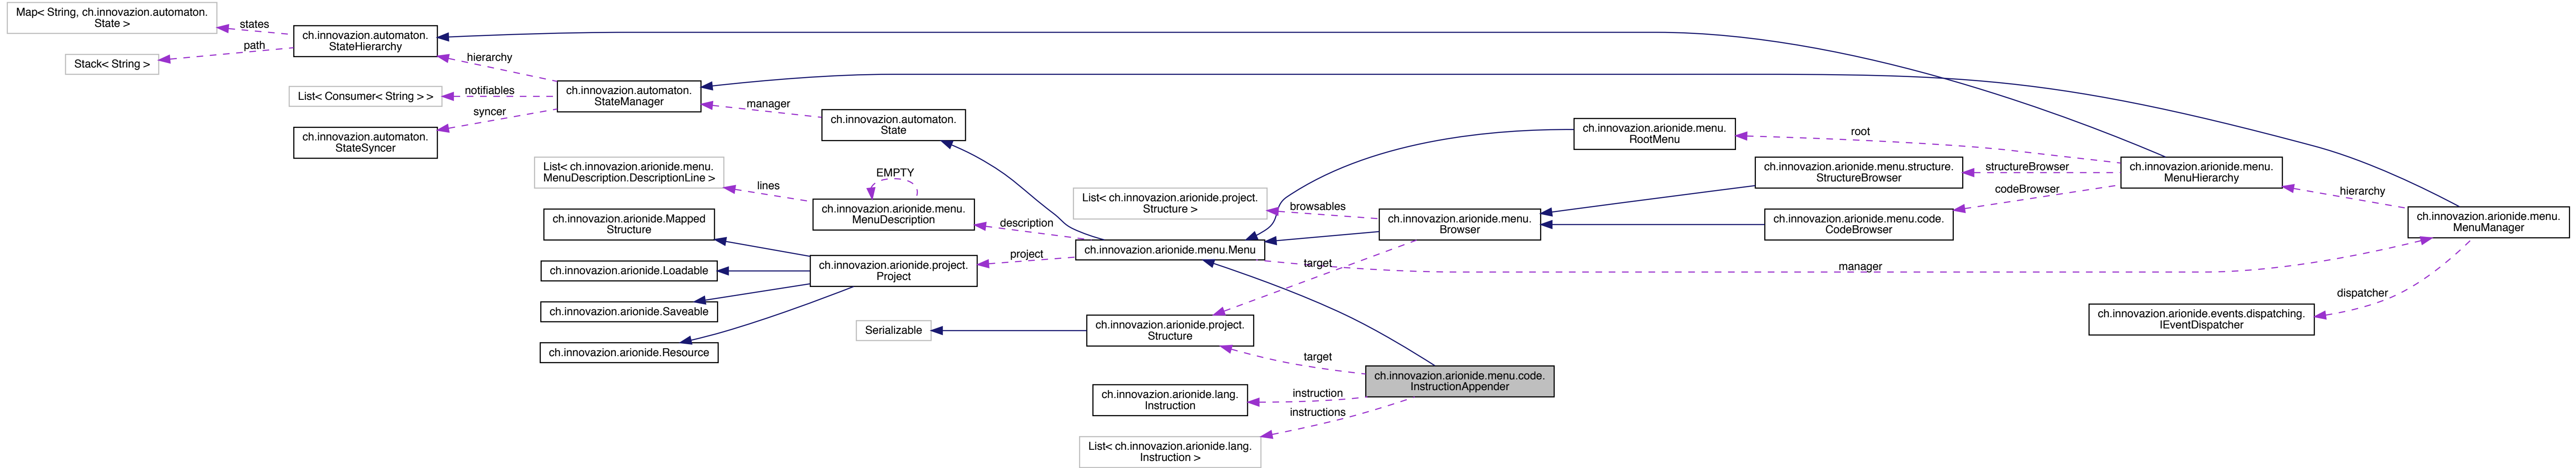 Map< String, ch.innovazion.automaton.
State >
states
ch.innovazion.automaton.
StateHierarchy
path
Stack< String >
hierarchy
List< Consumer< String > >
notifiables
ch.innovazion.automaton.
StateManager
manager
syncer
ch.innovazion.automaton.
StateSyncer
ch.innovazion.automaton.
State
List< ch.innovazion.arionide.menu.
MenuDescription.DescriptionLine >
lines
EMPTY
ch.innovazion.arionide.menu.
MenuDescription
description
ch.innovazion.arionide.Mapped
Structure
ch.innovazion.arionide.Loadable
ch.innovazion.arionide.Saveable
ch.innovazion.arionide.Resource
ch.innovazion.arionide.project.
Project
project
ch.innovazion.arionide.menu.Menu
List< ch.innovazion.arionide.project.
Structure >
browsables
ch.innovazion.arionide.menu.
Browser
target
ch.innovazion.arionide.menu.
RootMenu
root
ch.innovazion.arionide.menu.structure.
StructureBrowser
structureBrowser
ch.innovazion.arionide.menu.code.
CodeBrowser
codeBrowser
ch.innovazion.arionide.menu.
MenuHierarchy
hierarchy
ch.innovazion.arionide.menu.
MenuManager
manager
dispatcher
ch.innovazion.arionide.events.dispatching.
IEventDispatcher
Serializable
ch.innovazion.arionide.project.
Structure
target
ch.innovazion.arionide.menu.code.
InstructionAppender
ch.innovazion.arionide.lang.
Instruction
instruction
instructions
List< ch.innovazion.arionide.lang.
Instruction >